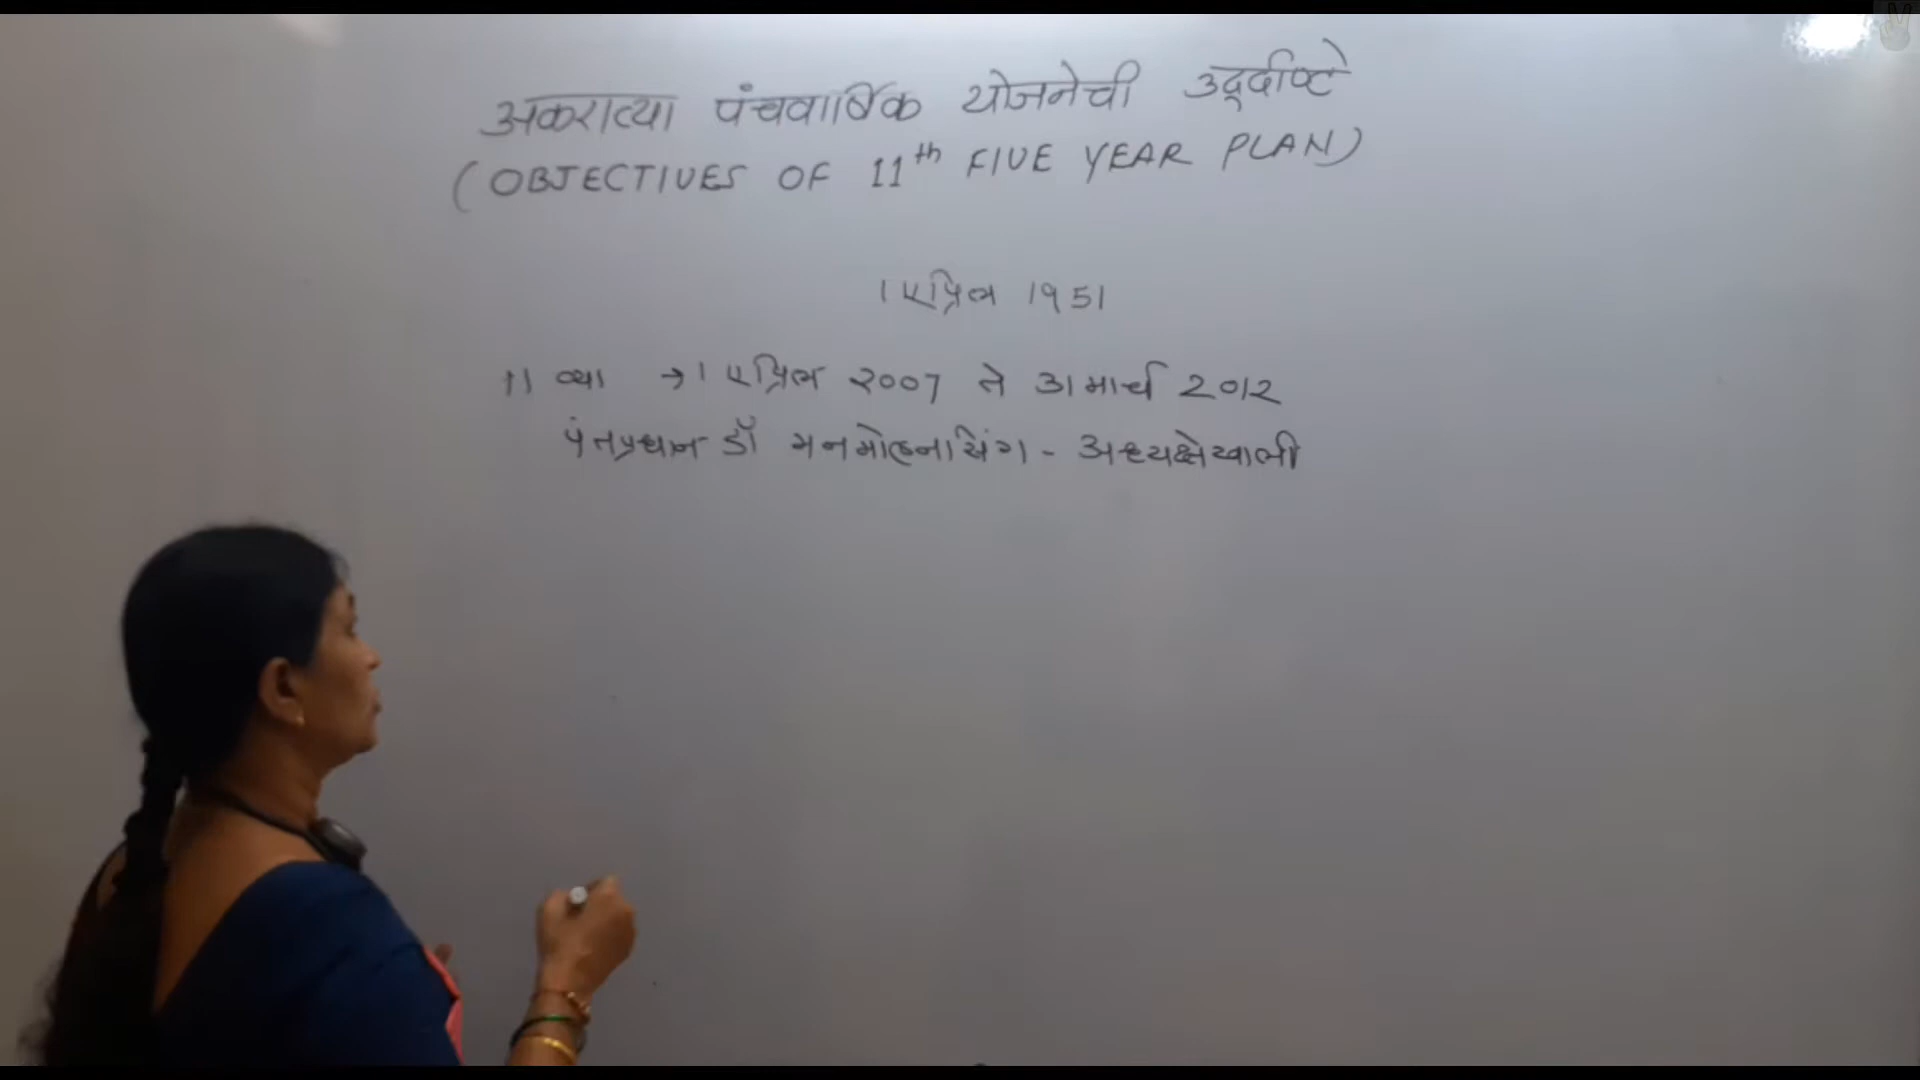 अकराव्या पंचवार्षिक योजनेची उद्दीष्टे
(OBJECTIVES OF 11th FIVE YEAR PLAN)
1 एप्रिल 1951
11 व्या → 1 एप्रिल 2007 ते 31 मार्च 2012
पंतप्रधान डॉ मनमोहनसिंग - अध्यक्षेखाली